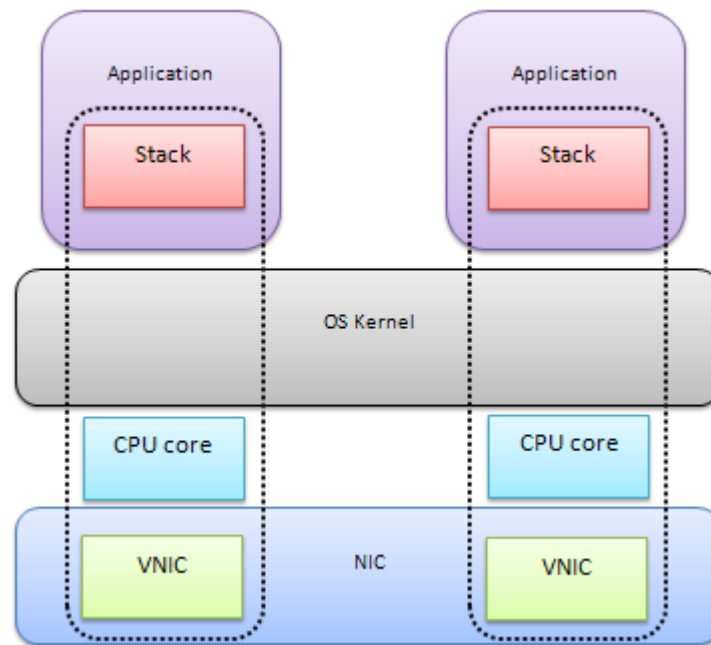 Application
Application
Stack
Stack
OS Kernel
CPU core
CPU core
VNIC
NIC
VNIC